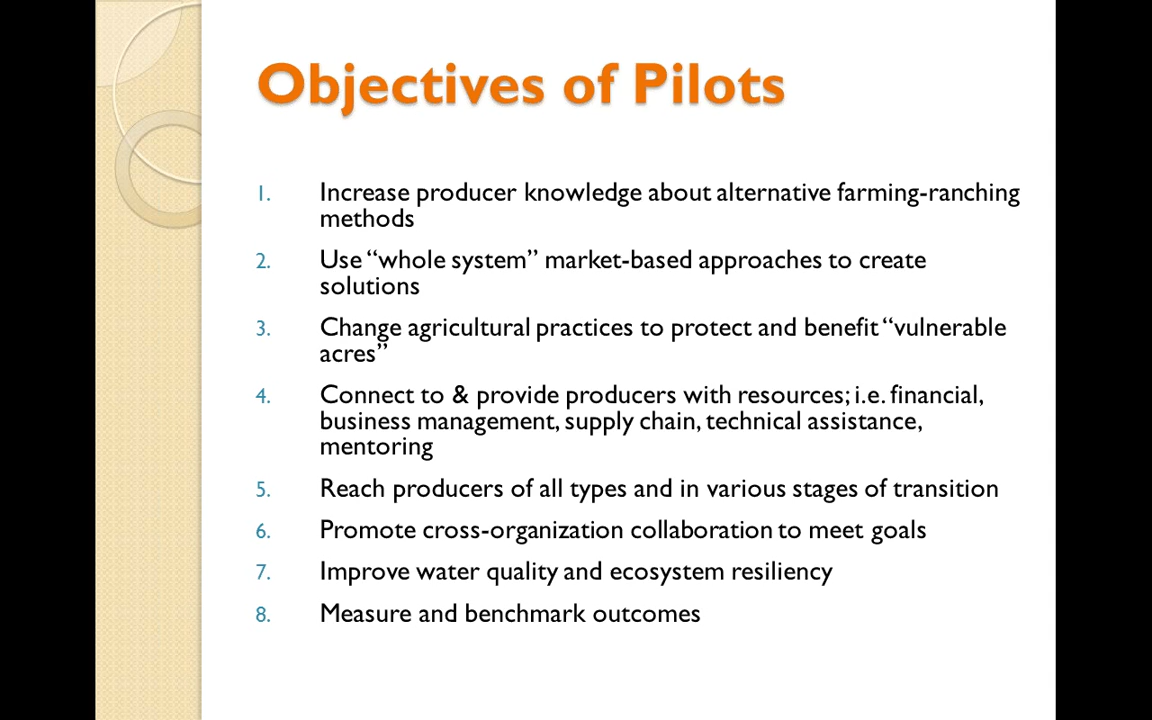 Objectives of Pilots
1. Increase producer knowledge about alternative farming-ranching
methods
2. Use “whole system” market-based approaches to create
solutions
3. Change agricultural practices to protect and benefit “vulnerable
acres”
4. Connect to & provide producers with resources; i.e. financial,
business management, supply chain, technical assistance,
mentoring
5. Reach producers of all types and in various stages of transition
6. Promote cross-organization collaboration to meet goals
7. Improve water quality and ecosystem resiliency
8. Measure and benchmark outcomes